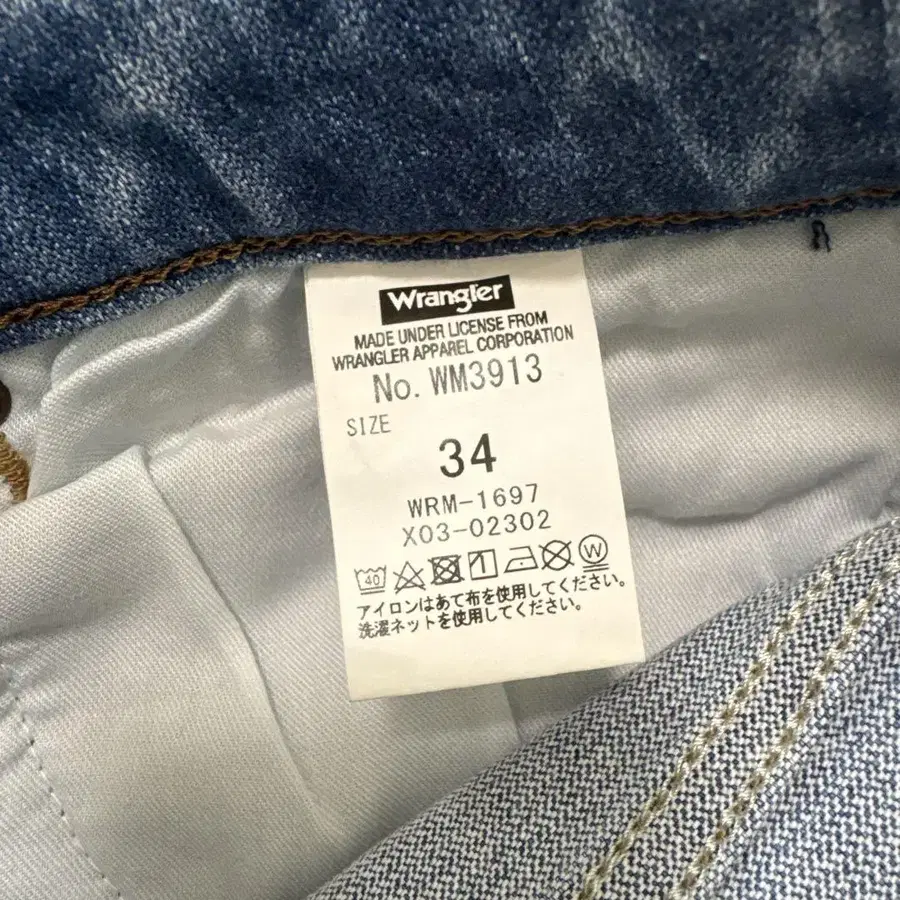 Wrangler
MADE UNDER LICENSE FROM
WRANGLER APPAREL CORPORATION
No. WM3913
SIZE
34
WRM-1697
X03-02302
40 W
アイロンはあて布を使用してください。
洗濯ネットを使用してください。